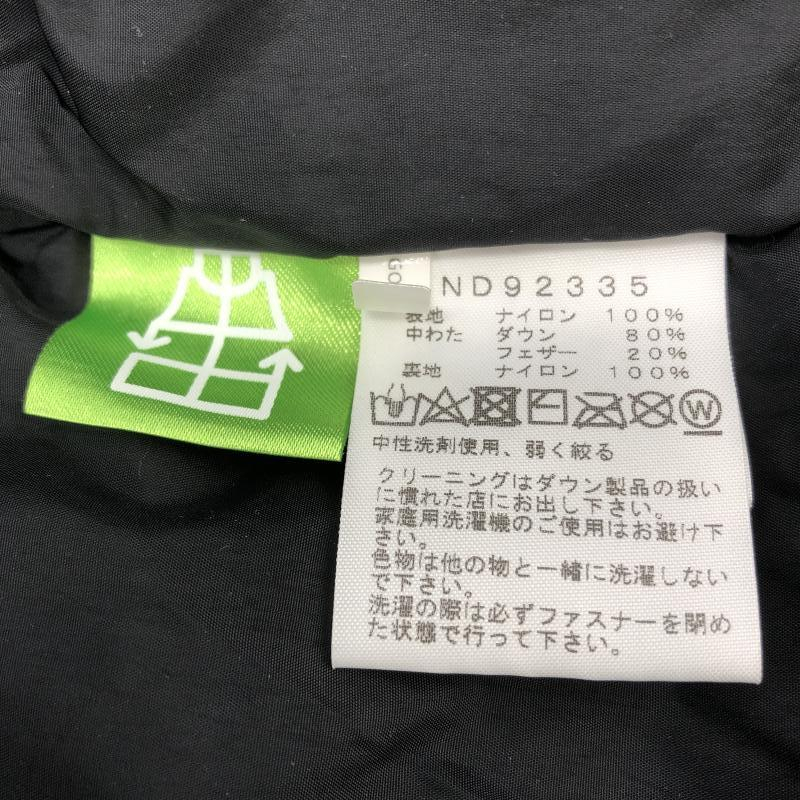 Go
ND92335
表地 ナイロン 100%
中わた ダウン 80%
フェザー 20%
裏地 ナイロン 100%
W
中性洗剤使用、弱く絞る
クリーニングはダウン製品の扱い
に慣れた店にお出し下さい。
家庭用洗濯機のご使用はお避け下
さい。
色物は他の物と一緒に洗濯しない
で下さい。
洗濯の際は必ずファスナーを閉め
た状態で行って下さい。